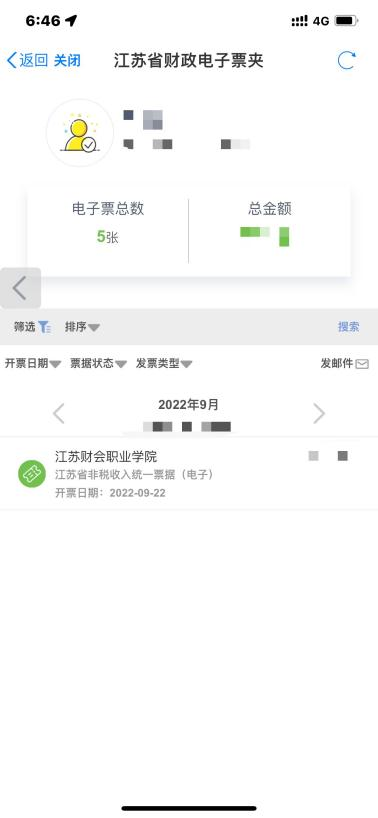 6:46 4G
返回 关闭 江苏省财政电子票夹
电子票总数 总金额
5张
筛选 排序 搜索
开票日期 票据状态 发票类型 发邮件
2022年9月
江苏财会职业学院
江苏省非税收入统一票据（电子）
开票日期：2022-09-22